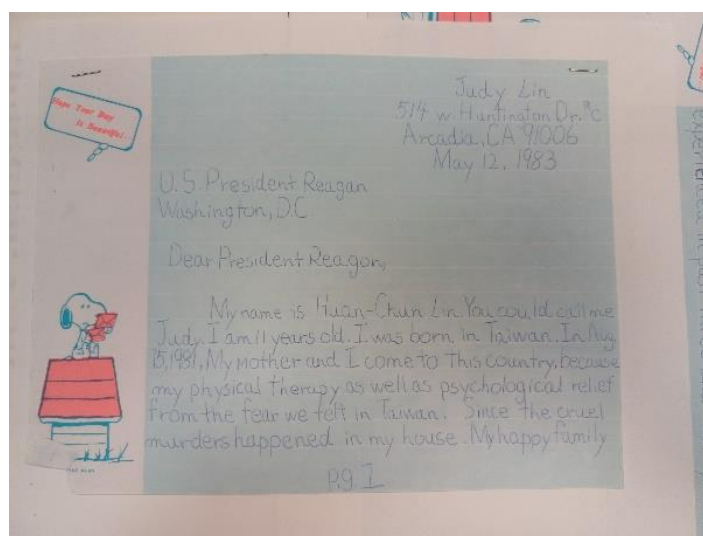 Hope Your Day
Is Beautiful..
Judy Lin
514 w. Huntington Dr. #C
Arcadia, CA 91006
May 12, 1983
U.S. President Reagan
Washington, D.C
Dear President Reagon,
My name is Huan-Chun Lin. You could call me
Judy. I am 11 years old. I was born in Taiwan. In Aug
15, 1981, My Mother and I come to This country, because
my physical therapy as well as psychological relief
from the fear we felt in Taiwan. Since the cruel
murders happened in my house. My happy family
P.g 1
experienced